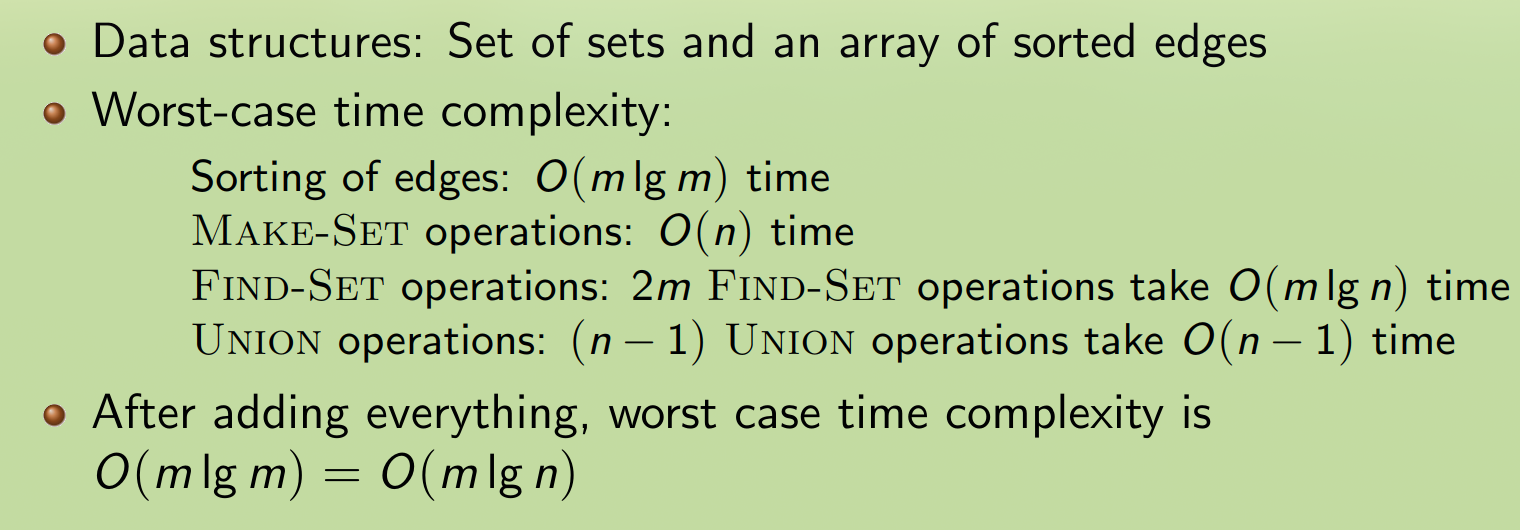 Data structures: Set of sets and an array of sorted edges
Worst-case time complexity:
Sorting of edges: O(m lg m) time
MAKE-SET operations: O(n) time
FIND-SET operations: 2m FIND-SET operations take O(m lg n) time
UNION operations: (n − 1) UNION operations take O(n − 1) time
After adding everything, worst case time complexity is
O(m lg m) = O(m lg n)